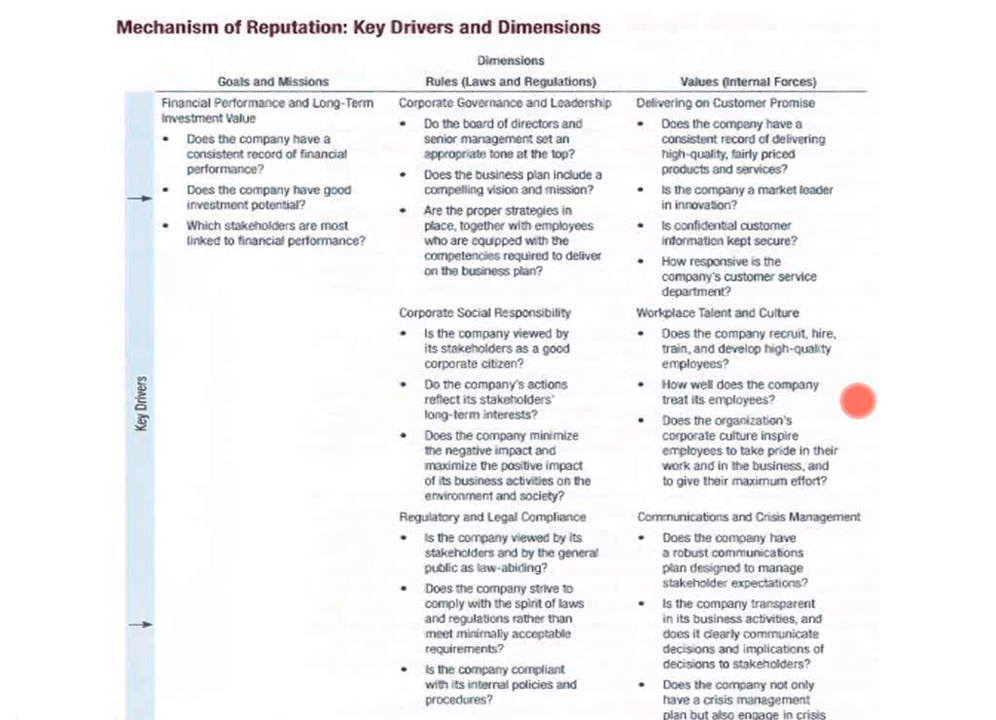 Mechanism of Reputation: Key Drivers and Dimensions
Dimensions
Goals and Missions
Rules (Laws and Regulations)
Values (Internal Forces)
Key Drivers
Financial Performance and Long-Term
Investment Value
• Does the company have a
consistent record of financial
performance?
• Does the company have good
investment potential?
• Which stakeholders are most
linked to financial performance?
Corporate Governance and Leadership
• Do the board of directors and
senior management set an
appropriate tone at the top?
• Does the business plan include a
compelling vision and mission?
• Are the proper strategies in
place, together with employees
who are equipped with the
competencies required to deliver
on the business plan?
Corporate Social Responsibility
• Is the company viewed by
its stakeholders as a good
corporate citizen?
• Do the company's actions
reflect its stakeholders'
long-term interests?
• Does the company minimize
the negative impact and
maximize the positive impact
of its business activities on the
environment and society?
Regulatory and Legal Compliance
• Is the company viewed by its
stakeholders and by the general
public as law-abiding?
• Does the company strive to
comply with the spirit of laws
and regulations rather than
meet minimally acceptable
requirements?
• Is the company compliant
with its internal policies and
procedures?
Delivering on Customer Promise
• Does the company have a
consistent record of delivering
high-quality, fairly priced
products and services?
• Is the company a market leader
in innovation?
• Is confidential customer
information kept secure?
• How responsive is the
company's customer service
department?
Workplace Talent and Culture
• Does the company recruit, hire,
train, and develop high-quality
employees?
• How well does the company
treat its employees?
• Does the organization's
corporate culture inspire
employees to take pride in their
work and in the business, and
to give their maximum effort?
Communications and Crisis Management
• Does the company have
a robust communications
plan designed to manage
stakeholder expectations?
• Is the company transparent
in its business activities, and
does it clearly communicate
decisions and implications of
decisions to stakeholders?
• Does the company not only
have a crisis management
plan but also engage in crisis